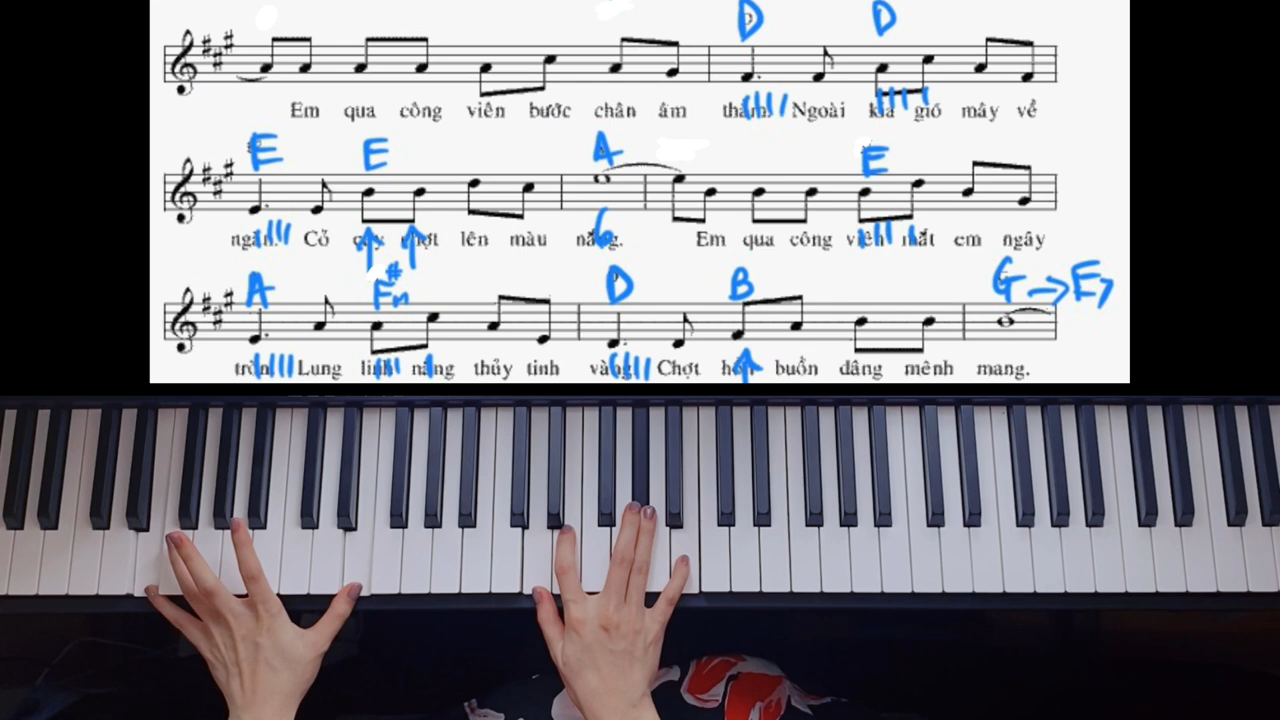 D D
Em qua công viên bước chân âm thầm. Ngoài kia gió mây về
E E A E
ngàn. Cỏ cây chợt lên màu nắng. Em qua công viên mắt em ngây
A F#m D B G → E7
tròn. Lung linh nắng thủy tinh vàng. Chợt hồn buồn dâng mênh mang.